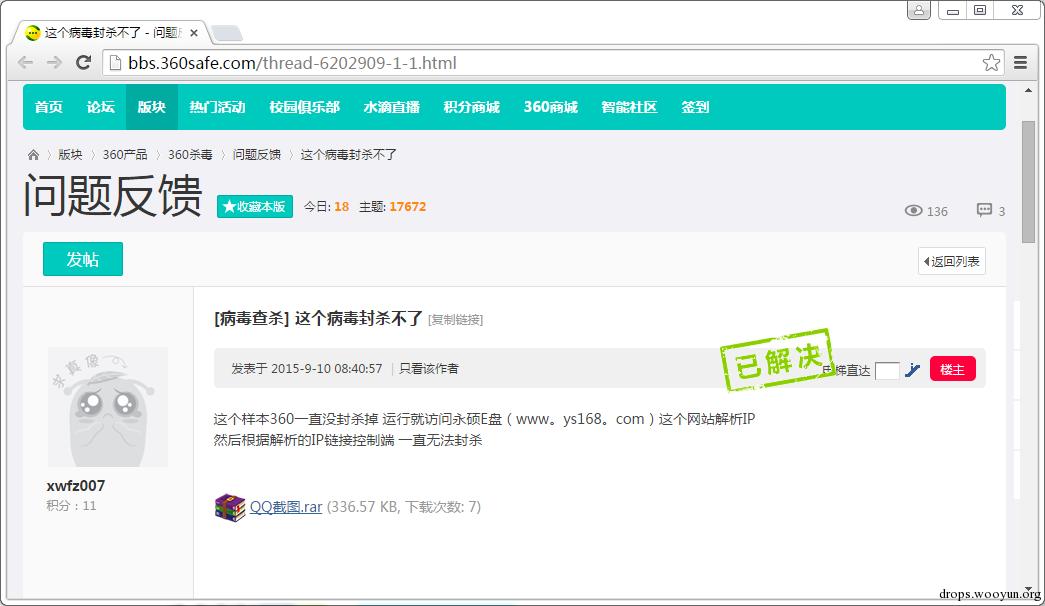 这个病毒封杀不了 - 问题
bbs.360safe.com/thread-6202909-1-1.html
首页 论坛 版块 热门活动 校园俱乐部 水滴直播 积分商城 360商城 智能社区 签到
版块 360产品 360杀毒 问题反馈 这个病毒封杀不了
问题反馈 ★收藏本版 今日: 18 主题: 17672 136 3
发帖 返回列表
[病毒查杀] 这个病毒封杀不了 [复制链接]
已解决
发表于 2015-9-10 08:40:57 | 只看该作者 电梯直达 楼主
求真像
这个样本360一直没封杀掉 运行就访问永硕E盘（www。ys168。com）这个网站解析IP
然后根据解析的IP链接控制端 一直无法封杀
xwfz007
积分：11
QQ截图.rar (336.57 KB, 下载次数: 7)
drops.wooyun.org